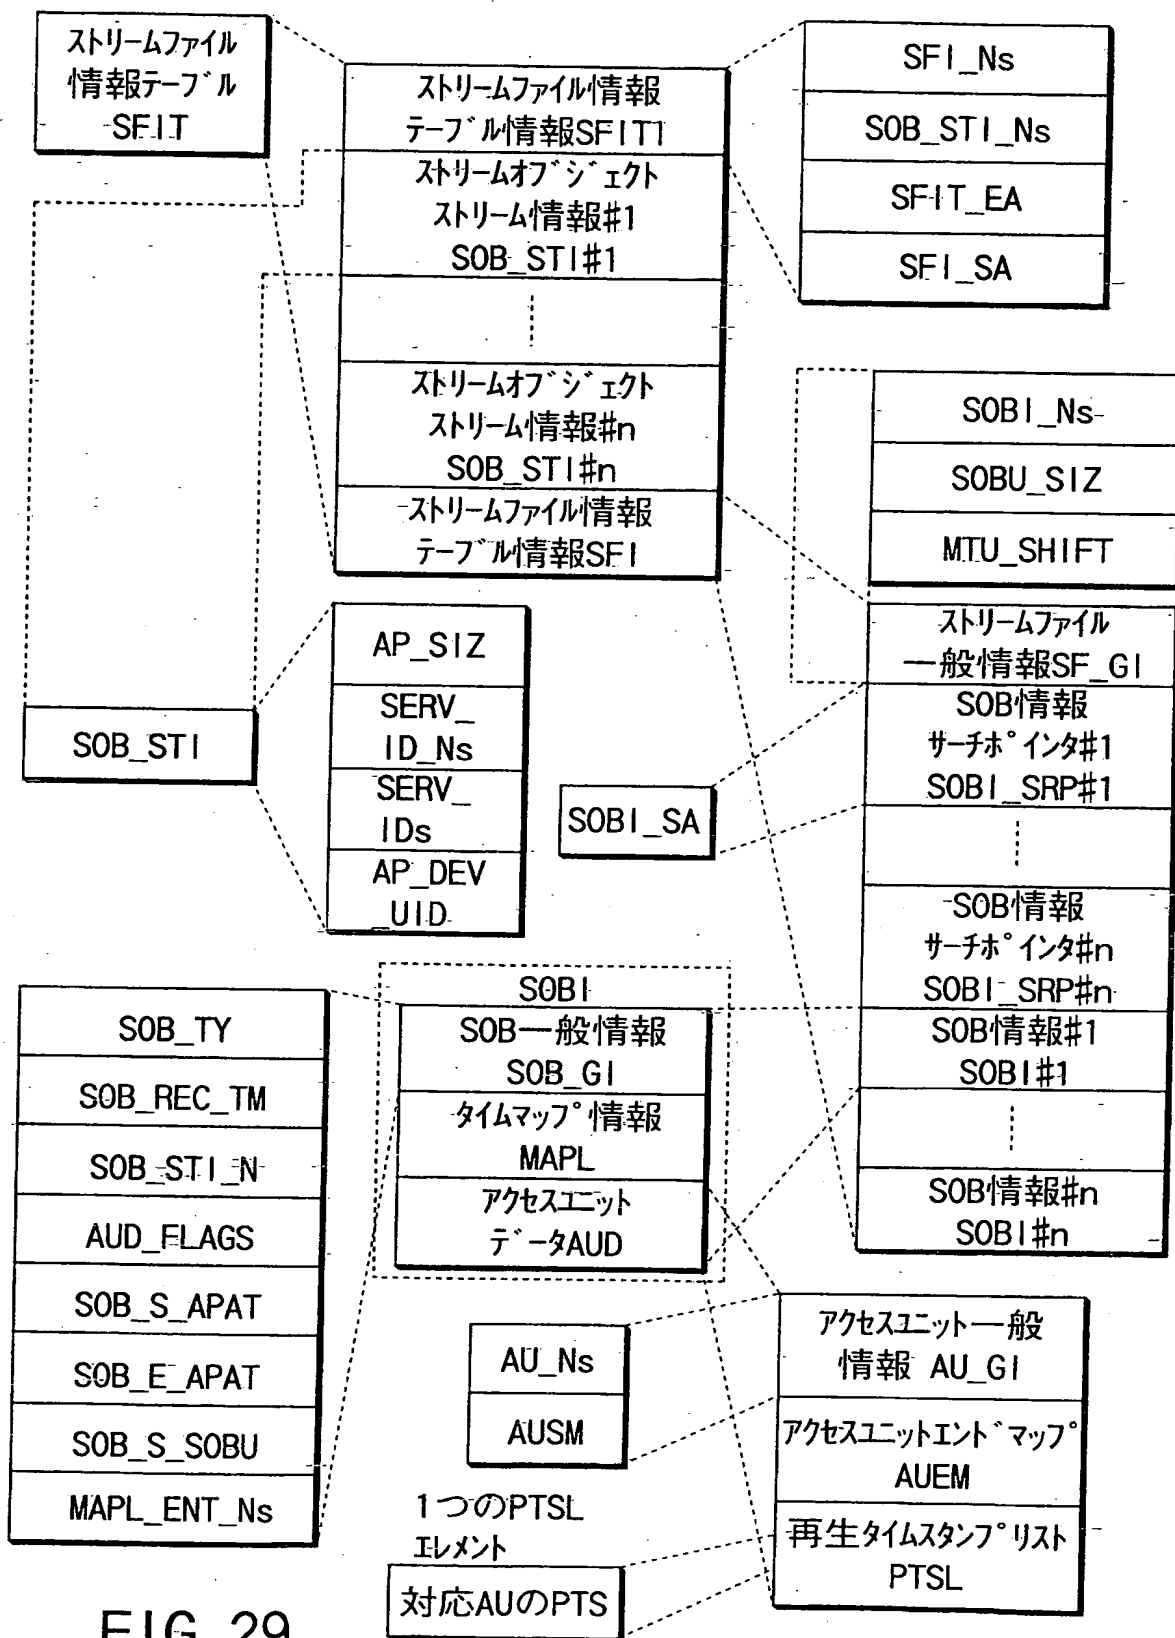 ストリームファイル
情報テーブル
SFIT
ストリームファイル情報
テーブル情報SFITI
ストリームオブジェクト
ストリーム情報#1
SOB_STI#1
ストリームオブジェクト
ストリーム情報#n
SOB_STI#n
ストリームファイル情報
テーブル情報SFI
SFI_Ns
SOB_STI_Ns
SFIT_EA
SFI_SA
SOBI_Ns
SOBU_SIZ
MTU_SHIFT
ストリームファイル
一般情報SF_GI
SOB情報
サーチポインタ#1
SOBI_SRP#1
SOB情報
サーチポインタ#n
SOBI_SRP#n
SOB情報#1
SOBI#1
SOB情報#n
SOBI#n
SOB_STI
AP_SIZ
SERV_
ID_Ns
SERV_
IDs
AP_DEV
_UID
SOBI_SA
SOBI
SOB一般情報
SOB_GI
タイムマップ情報
MAPL
アクセスユニット
データAUD
SOB_TY
SOB_REC_TM
SOB_STI_N
AUD_FLAGS
SOB_S_APAT
SOB_E_APAT
SOB_S_SOBU
MAPL_ENT_Ns
AU_Ns
AUSM
アクセスユニット一般
情報 AU_GI
アクセスユニットエンドマップ
AUEM
再生タイムスタンプリスト
PTSL
1つのPTSL
エレメント
対応AUのPTS
FIG 29